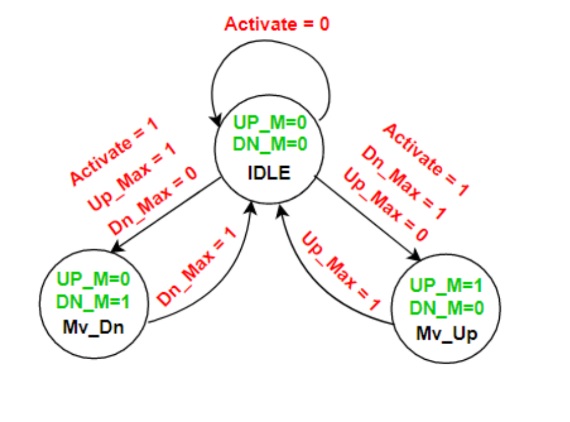 Activate = 0
UP_M=0
DN_M=0
IDLE
Activate = 1
Up_Max = 1
Dn_Max = 0
Activate = 1
Dn_Max = 1
Up_Max = 0
Dn_Max = 1
Up_Max = 1
UP_M=0
DN_M=1
Mv_Dn
UP_M=1
DN_M=0
Mv_Up